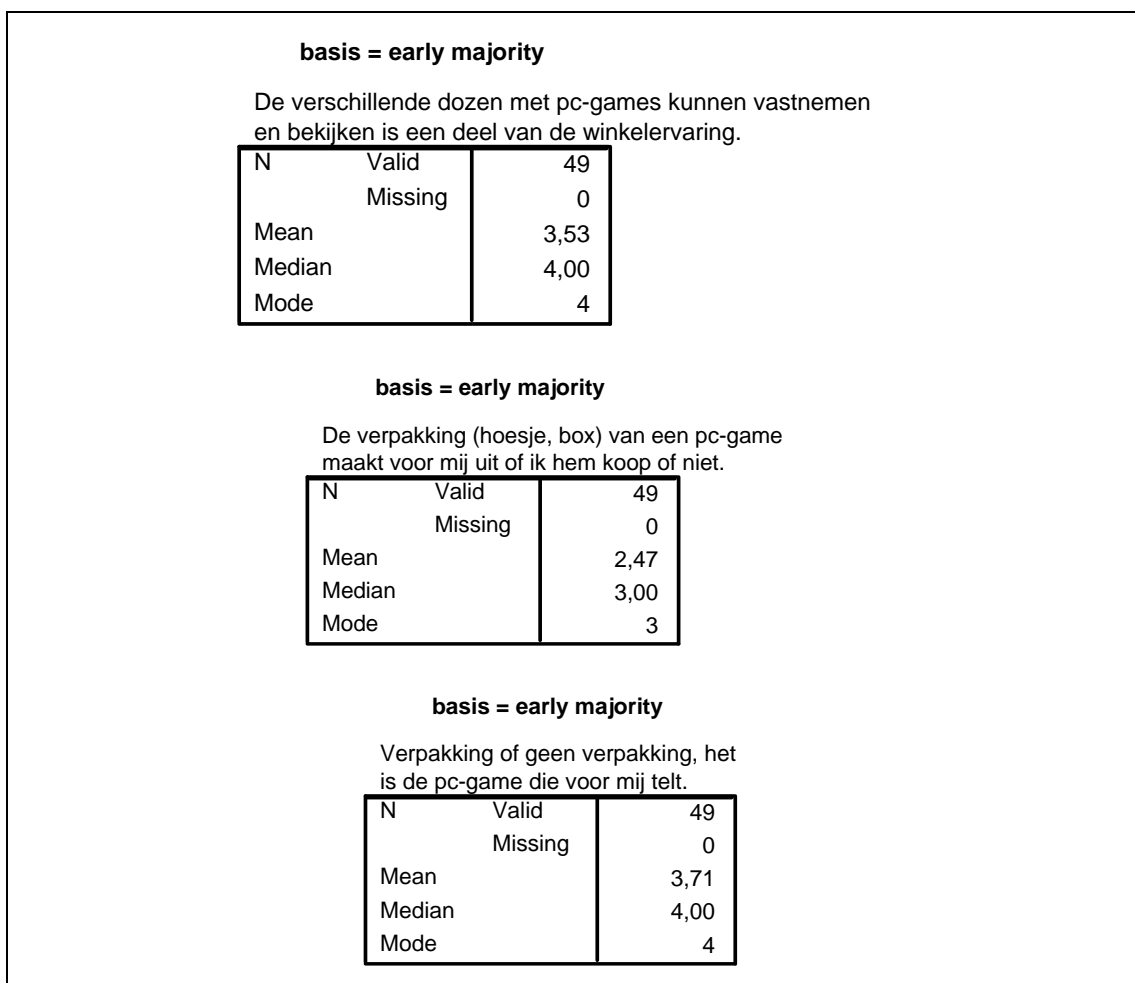 basis = early majority
De verschillende dozen met pc-games kunnen vastnemen
en bekijken is een deel van de winkelervaring.
N Valid 49
Missing 0
Mean 3,53
Median 4,00
Mode 4
basis = early majority
De verpakking (hoesje, box) van een pc-game
maakt voor mij uit of ik hem koop of niet.
N Valid 49
Missing 0
Mean 2,47
Median 3,00
Mode 3
basis = early majority
Verpakking of geen verpakking, het
is de pc-game die voor mij telt.
N Valid 49
Missing 0
Mean 3,71
Median 4,00
Mode 4